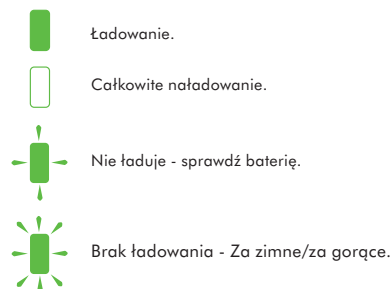 Ładowanie.
Całkowite naładowanie.
Nie ładuje - sprawdź baterię.
Brak ładowania - Za zimne/za gorące.